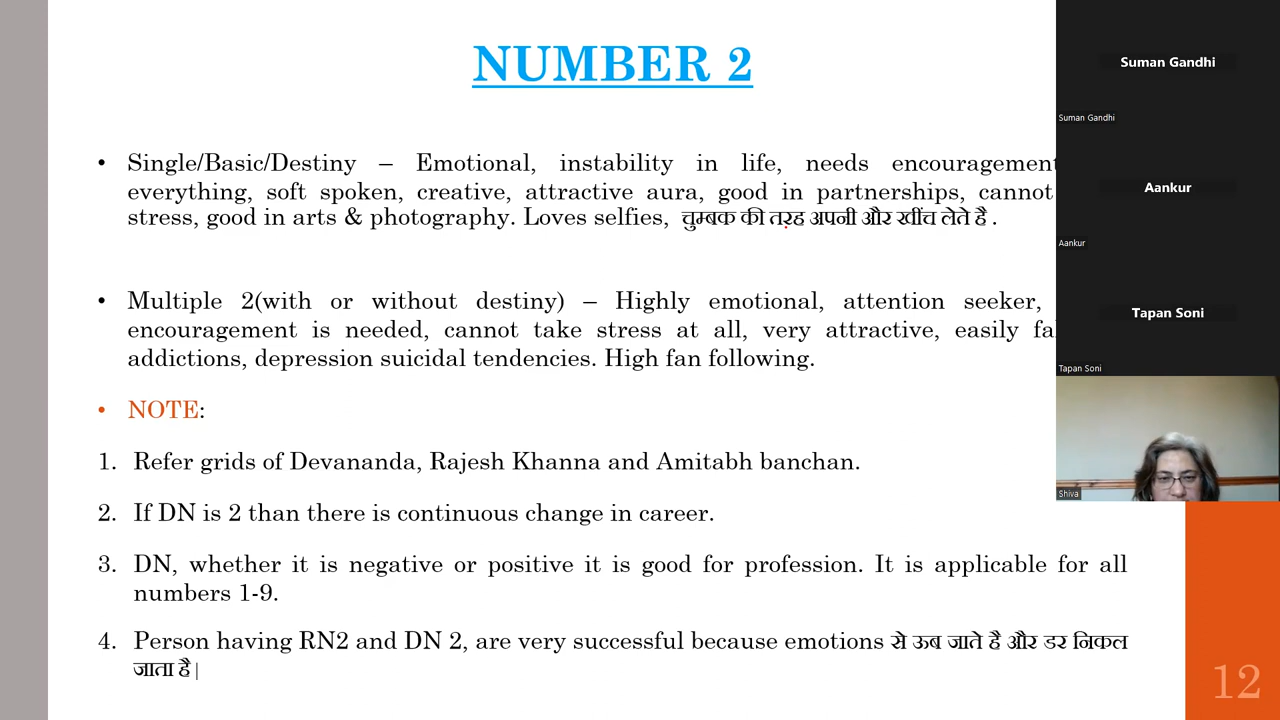 NUMBER 2
• Single/Basic/Destiny – Emotional, instability in life, needs encouragement
everything, soft spoken, creative, attractive aura, good in partnerships, cannot
stress, good in arts & photography. Loves selfies, चुम्बक की तरह अपनी और खींच लेते है .
• Multiple 2(with or without destiny) – Highly emotional, attention seeker,
encouragement is needed, cannot take stress at all, very attractive, easily
addictions, depression suicidal tendencies. High fan following.
• NOTE:
1. Refer grids of Devananda, Rajesh Khanna and Amitabh banchan.
2. If DN is 2 than there is continuous change in career.
3. DN, whether it is negative or positive it is good for profession. It is applicable for all
numbers 1-9.
4. Person having RN2 and DN 2, are very successful because emotions से ऊब जाते है और डर निकल
जाता है|
12
Suman Gandhi
Suman Gandhi
Aankur
Aankur
Tapan Soni
Tapan Soni
Shiva